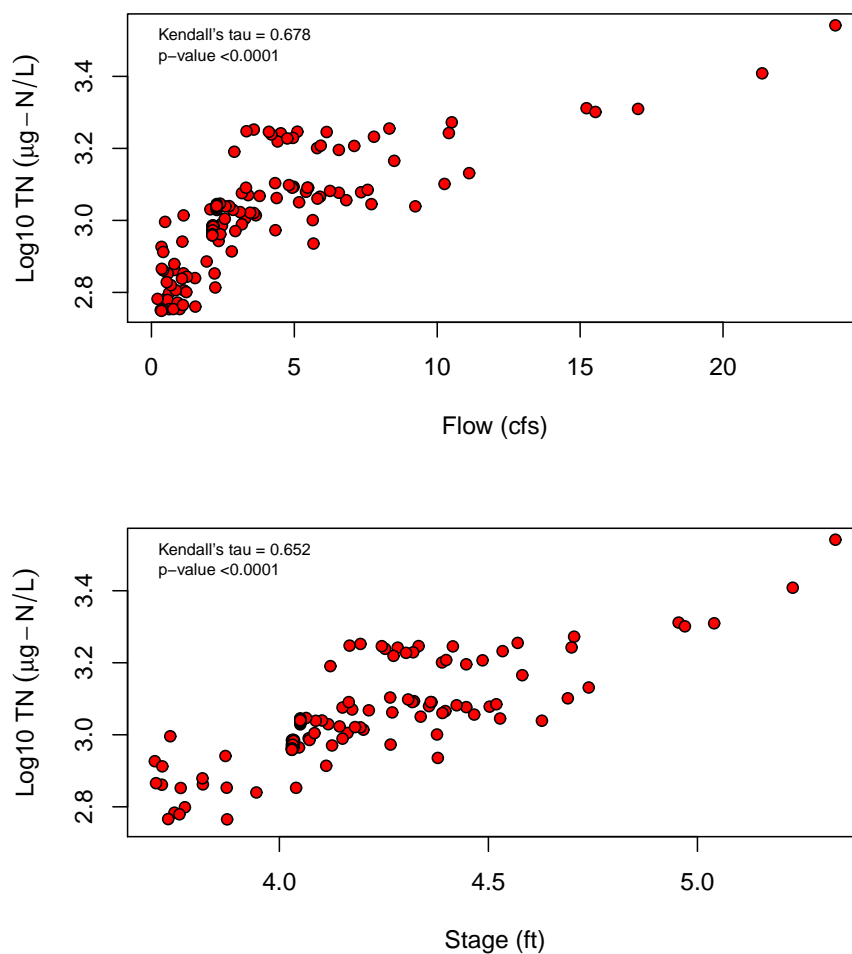 Kendall's tau = 0.678
p−value <0.0001
Log10 TN (μg−N/L)
3.4
3.2
3.0
2.8
0 5 10 15 20
Flow (cfs)
Kendall's tau = 0.652
p−value <0.0001
Log10 TN (μg−N/L)
3.4
3.2
3.0
2.8
4.0 4.5 5.0
Stage (ft)